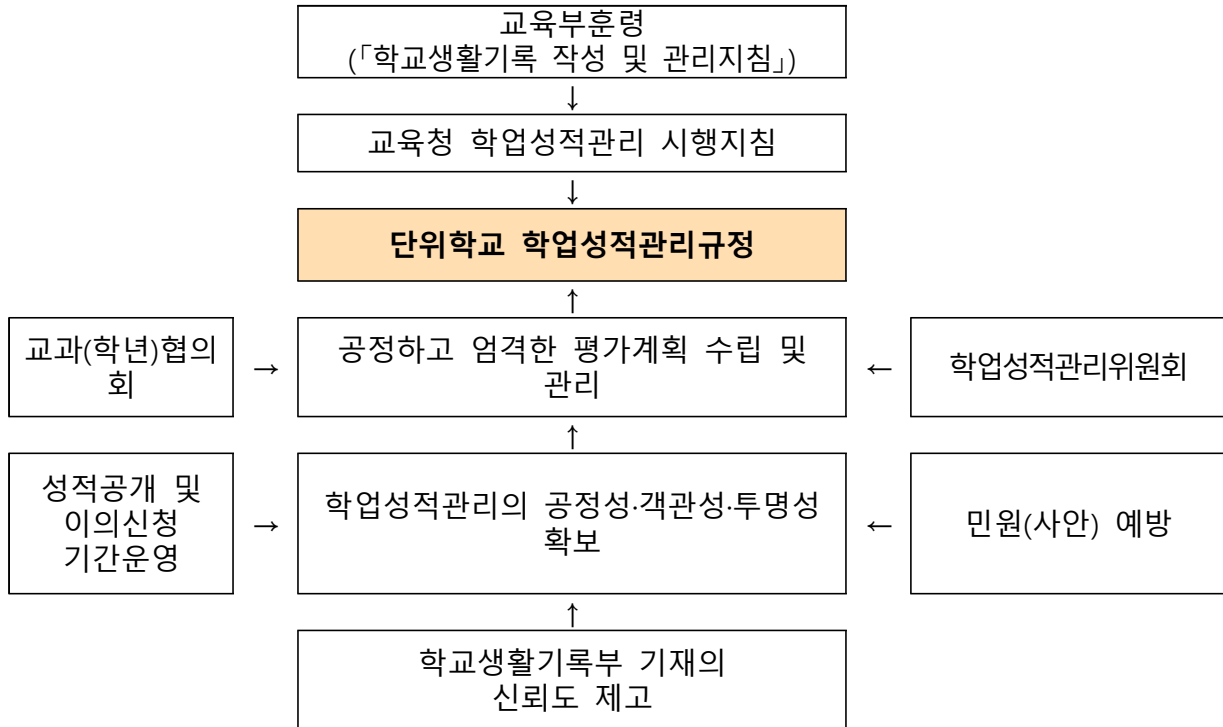 교육부훈령
(「학교생활기록 작성 및 관리지침」)
↓
교육청 학업성적관리 시행지침
↓
단위학교 학업성적관리규정
↑
교과(학년)협의
회
→
공정하고 엄격한 평가계획 수립 및
관리
←
학업성적관리위원회
↑
성적공개 및
이의신청
기간운영
→
학업성적관리의 공정성·객관성·투명성
확보
←
민원(사안) 예방
↑
학교생활기록부 기재의
신뢰도 제고